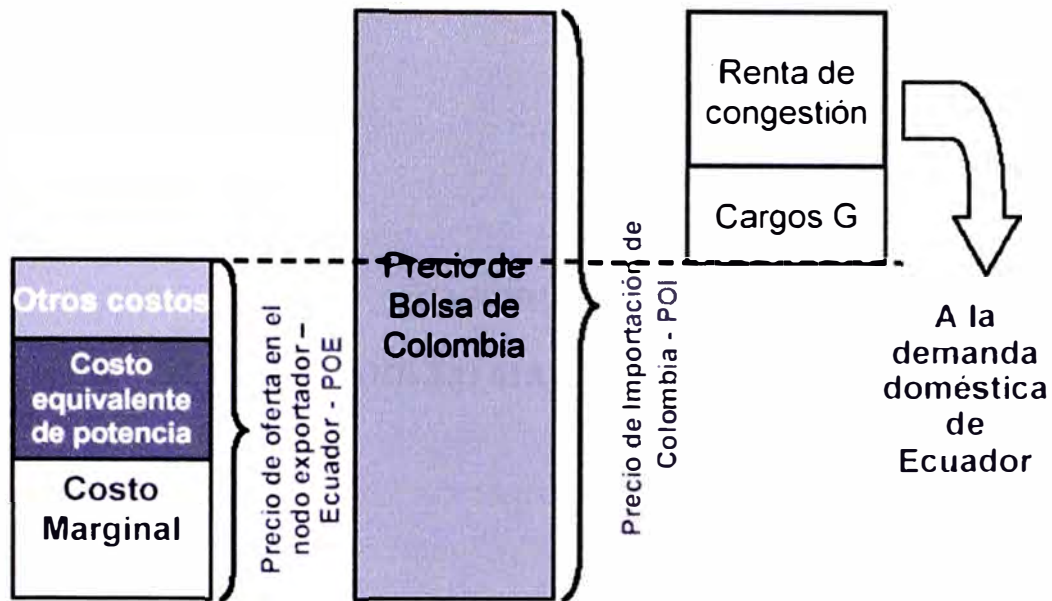 Otros costos
Costo
equivalente
de potencia
Costo
Marginal
Precio de oferta en el
nodo exportador –
Ecuador - POE
Precio de
Bolsa de
Colombia
Precio de Importación de
Colombia - POI
Renta de
congestión
Cargos G
A la
demanda
doméstica
de
Ecuador